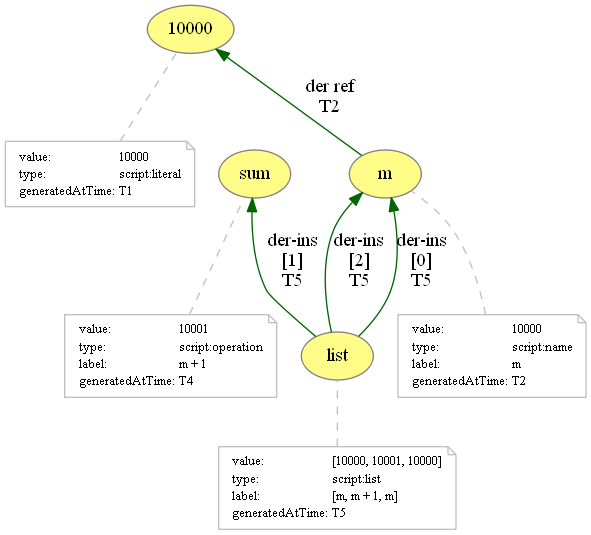 10000
der ref
T2
value: 10000
type: script:literal
generatedAtTime: T1
sum
m
der-ins
[1]
T5
der-ins
[2]
T5
der-ins
[0]
T5
value: 10001
type: script:operation
label: m + 1
generatedAtTime: T4
list
value: 10000
type: script:name
label: m
generatedAtTime: T2
value: [10000, 10001, 10000]
type: script:list
label: [m, m + 1, m]
generatedAtTime: T5